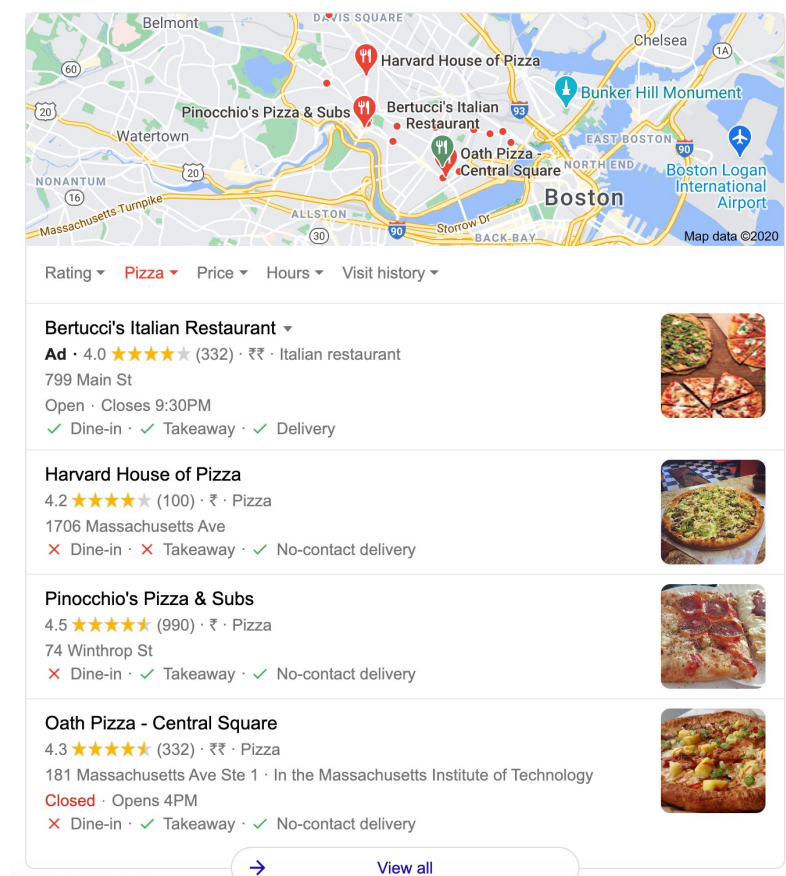 Belmont
DAVIS SQUARE
Chelsea
1A
60
Harvard House of Pizza
Bunker Hill Monument
20
Pinocchio's Pizza & Subs
Bertucci's Italian
Restaurant
93
Watertown
EAST BOSTON
90
Oath Pizza -
Central Square
NORTH END
20
Boston Logan
International
Airport
NONANTUM
16
Boston
Massachusetts Turnpike
ALLSTON
Storrow Dr
90
30
BACK BAY
Map data ©2020
Rating Pizza Price Hours Visit history
Bertucci's Italian Restaurant
Ad · 4.0 ★★★★★ (332) · ₹₹ · Italian restaurant
799 Main St
Open · Closes 9:30PM
✓ Dine-in · ✓ Takeaway · ✓ Delivery
Harvard House of Pizza
4.2 ★★★★★ (100) · ₹ · Pizza
1706 Massachusetts Ave
✕ Dine-in · ✕ Takeaway · ✓ No-contact delivery
Pinocchio's Pizza & Subs
4.5 ★★★★★ (990) · ₹ · Pizza
74 Winthrop St
✕ Dine-in · ✓ Takeaway · ✓ No-contact delivery
Oath Pizza - Central Square
4.3 ★★★★★ (332) · ₹₹ · Pizza
181 Massachusetts Ave Ste 1 · In the Massachusetts Institute of Technology
Closed · Opens 4PM
✕ Dine-in · ✓ Takeaway · ✓ No-contact delivery
→ View all